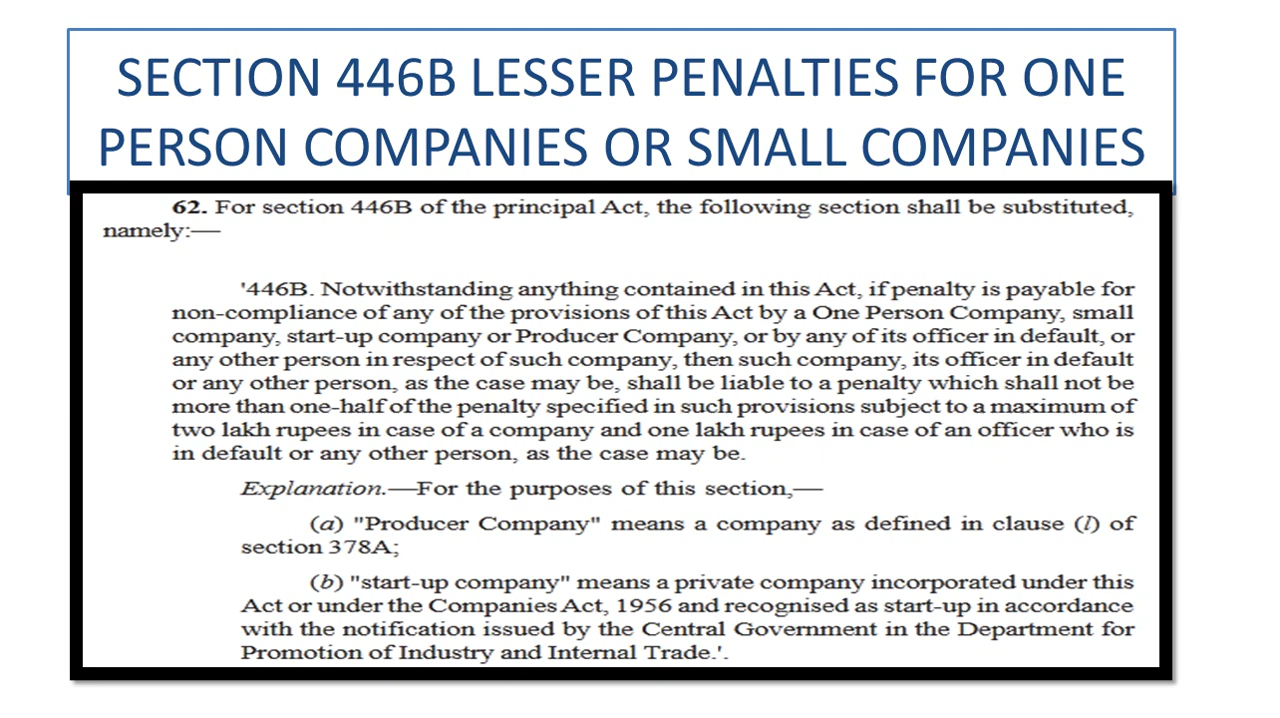 SECTION 446B LESSER PENALTIES FOR ONE
PERSON COMPANIES OR SMALL COMPANIES
62. For section 446B of the principal Act, the following section shall be substituted,
namely:—
'446B. Notwithstanding anything contained in this Act, if penalty is payable for
non-compliance of any of the provisions of this Act by a One Person Company, small
company, start-up company or Producer Company, or by any of its officer in default, or
any other person in respect of such company, then such company, its officer in default
or any other person, as the case may be, shall be liable to a penalty which shall not be
more than one-half of the penalty specified in such provisions subject to a maximum of
two lakh rupees in case of a company and one lakh rupees in case of an officer who is
in default or any other person, as the case may be.
Explanation.—For the purposes of this section,—
(a) "Producer Company" means a company as defined in clause (l) of
section 378A;
(b) "start-up company" means a private company incorporated under this
Act or under the Companies Act, 1956 and recognised as start-up in accordance
with the notification issued by the Central Government in the Department for
Promotion of Industry and Internal Trade.'.